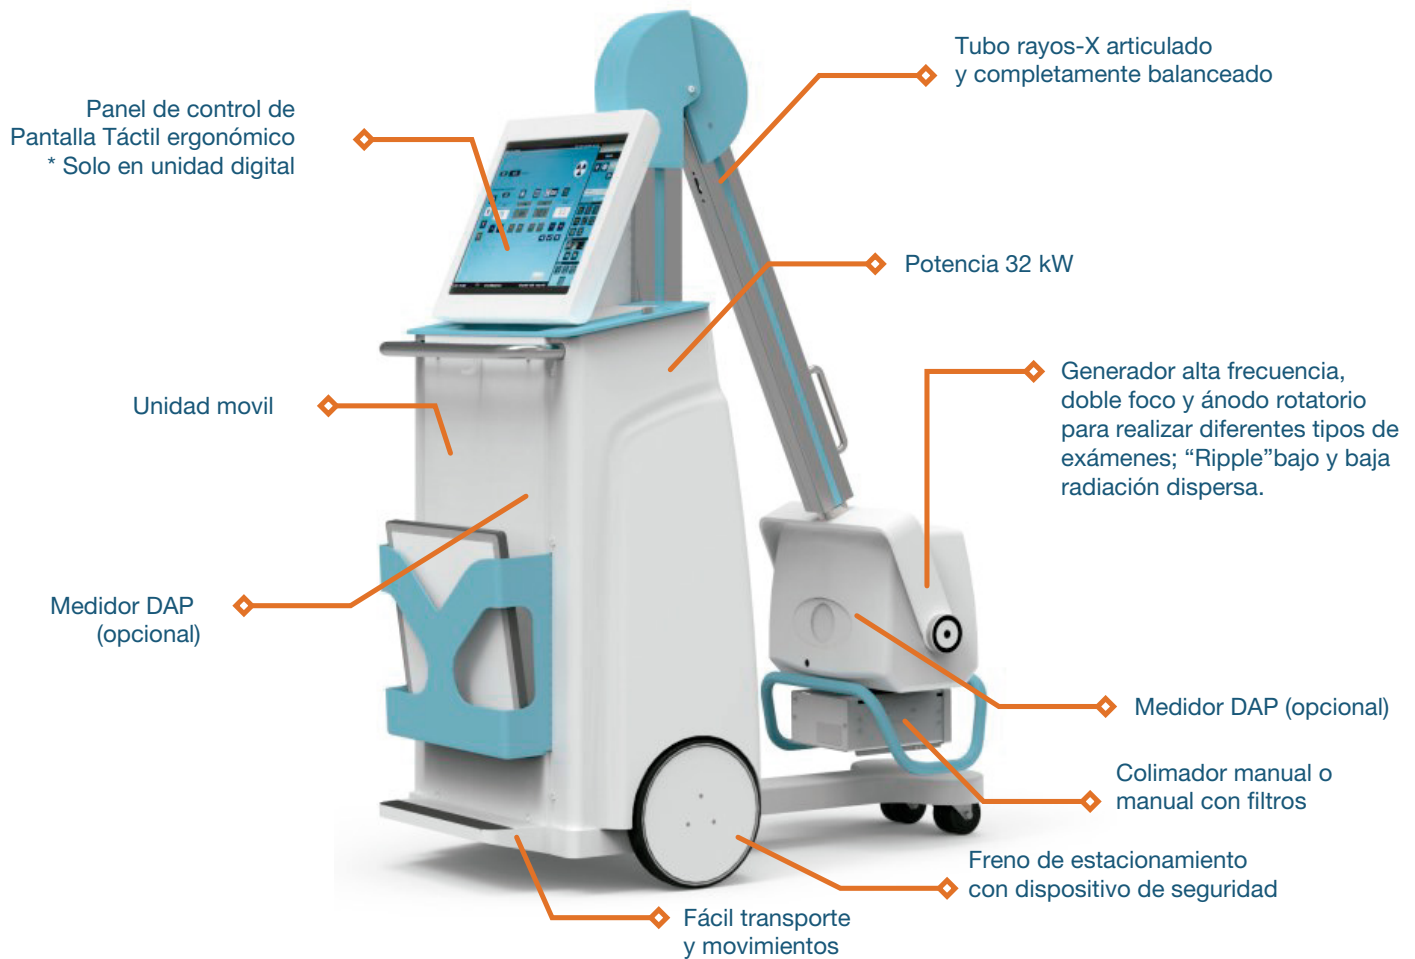 Tubo rayos-X articulado
y completamente balanceado
Panel de control de
Pantalla Táctil ergonómico
* Solo en unidad digital
Potencia 32 kW
Generador alta frecuencia,
doble foco y ánodo rotatorio
para realizar diferentes tipos de
exámenes; “Ripple”bajo y baja
radiación dispersa.
Unidad movil
Medidor DAP
(opcional)
Medidor DAP (opcional)
Colimador manual o
manual con filtros
Freno de estacionamiento
con dispositivo de seguridad
Fácil transporte
y movimientos